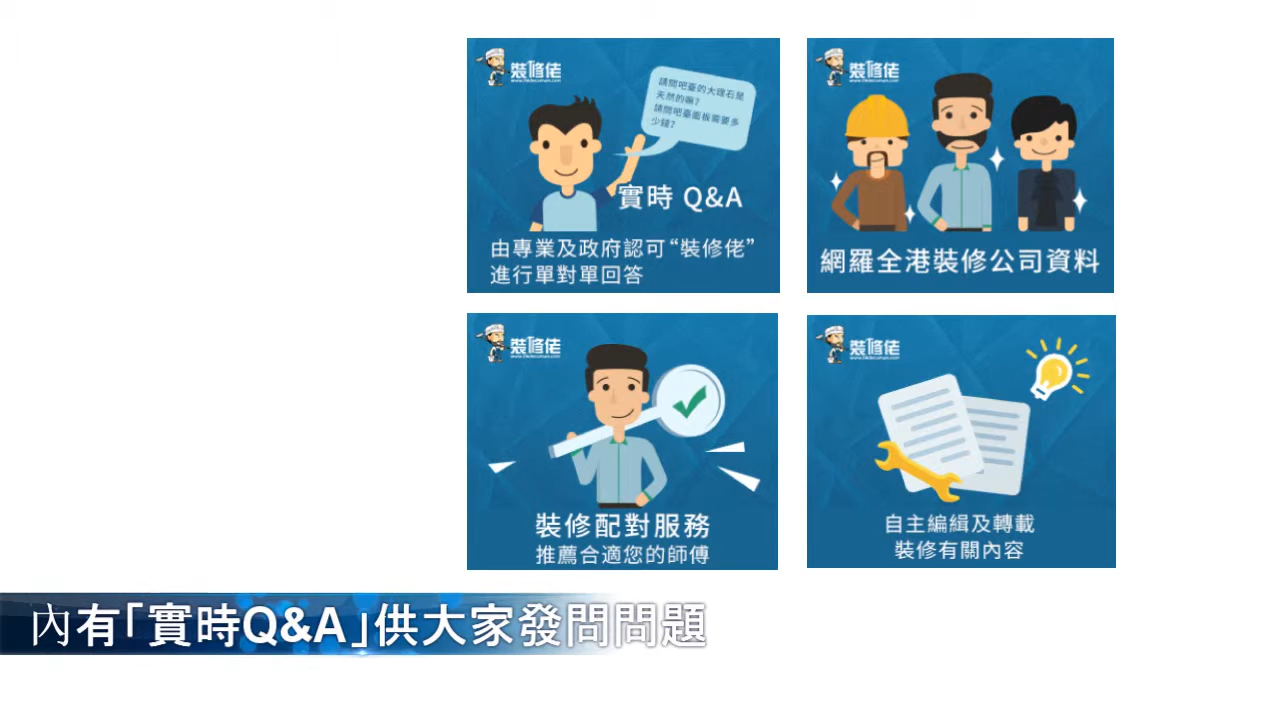 裝修佬
請問吧臺的大理石是
天然的嘛?
請問吧臺面板需要多
少錢?
實時 Q&A
由專業及政府認可“裝修佬”
進行單對單回答
裝修佬
網羅全港裝修公司資料
裝修佬
裝修配對服務
推薦合適您的師傅
裝修佬
自主編緝及轉載
裝修有關內容
內有「實時Q&A」供大家發問問題